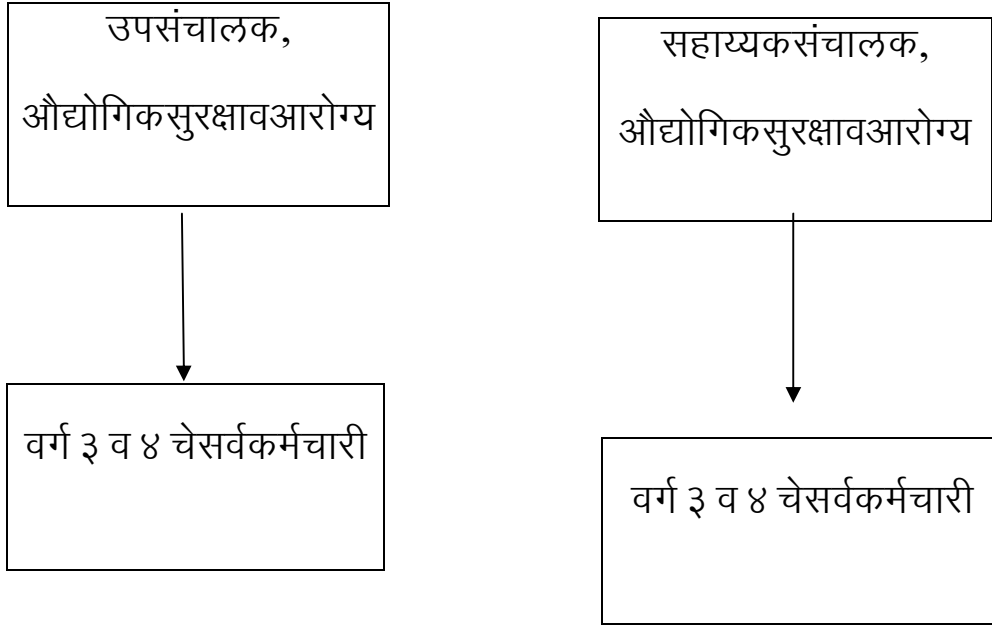 उपसंचालक,
औद्योगिकसुरक्षावआरोग्य
सहाय्यकसंचालक,
औद्योगिकसुरक्षावआरोग्य
वर्ग ३ व ४ चेसर्वकर्मचारी
वर्ग ३ व ४ चेसर्वकर्मचारी